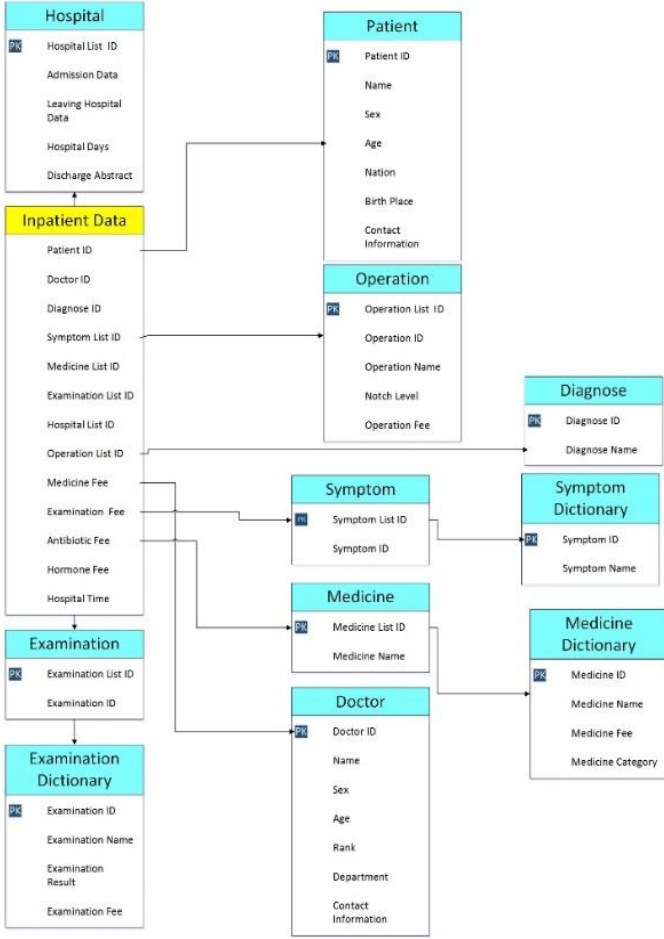 Hospital
PK
Hospital List ID
Admission Data
Leaving Hospital
Data
Hospital Days
Discharge Abstract
Inpatient Data
Patient ID
Doctor ID
Diagnose ID
Symptom List ID
Medicine List ID
Examination List ID
Hospital List ID
Operation List ID
Medicine Fee
Examination Fee
Antibiotic Fee
Hormone Fee
Hospital Time
Examination
PK
Examination List ID
Examination ID
Examination
Dictionary
PK
Examination ID
Examination Name
Examination
Result
Examination Fee
Patient
PK
Patient ID
Name
Sex
Age
Nation
Birth Place
Contact
Information
Operation
PK
Operation List ID
Operation ID
Operation Name
Notch Level
Operation Fee
Symptom
PK
Symptom List ID
Symptom ID
Medicine
PK
Medicine List ID
Medicine Name
Doctor
PK
Doctor ID
Name
Sex
Age
Rank
Department
Contact
Information
Diagnose
PK
Diagnose ID
Diagnose Name
Symptom
Dictionary
PK
Symptom ID
Symptom Name
Medicine
Dictionary
PK
Medicine ID
Medicine Name
Medicine Fee
Medicine Category